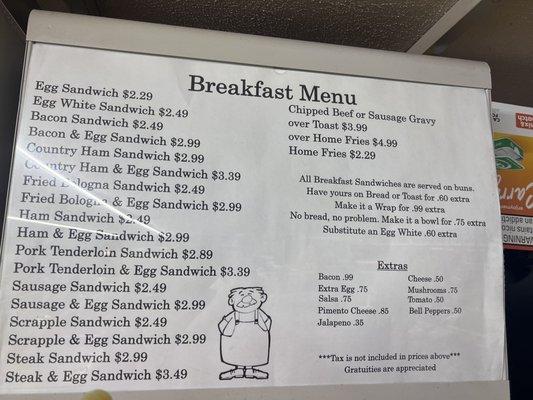 Breakfast Menu
Egg Sandwich $2.29
Egg White Sandwich $2.49
Bacon Sandwich $2.49
Bacon & Egg Sandwich $2.99
Country Ham Sandwich $2.99
Country Ham & Egg Sandwich $3.39
Fried Bologna Sandwich $2.49
Fried Bologna & Egg Sandwich $2.99
Ham Sandwich $2.49
Ham & Egg Sandwich $2.99
Pork Tenderloin Sandwich $2.89
Pork Tenderloin & Egg Sandwich $3.39
Sausage Sandwich $2.49
Sausage & Egg Sandwich $2.99
Scrapple Sandwich $2.49
Scrapple & Egg Sandwich $2.99
Steak Sandwich $2.99
Steak & Egg Sandwich $3.49
Chipped Beef or Sausage Gravy
over Toast $3.99
over Home Fries $4.99
Home Fries $2.29
All Breakfast Sandwiches are served on buns.
Have yours on Bread or Toast for .60 extra
Make it a Wrap for .99 extra
No bread, no problem. Make it a bowl for .75 extra
Substitute an Egg White .60 extra
Extras
Bacon .99
Extra Egg .75
Salsa .75
Pimento Cheese .85
Jalapeno .35
Cheese .50
Mushrooms .75
Tomato .50
Bell Peppers .50
***Tax is not included in prices above***
Gratuities are appreciated
WARNING